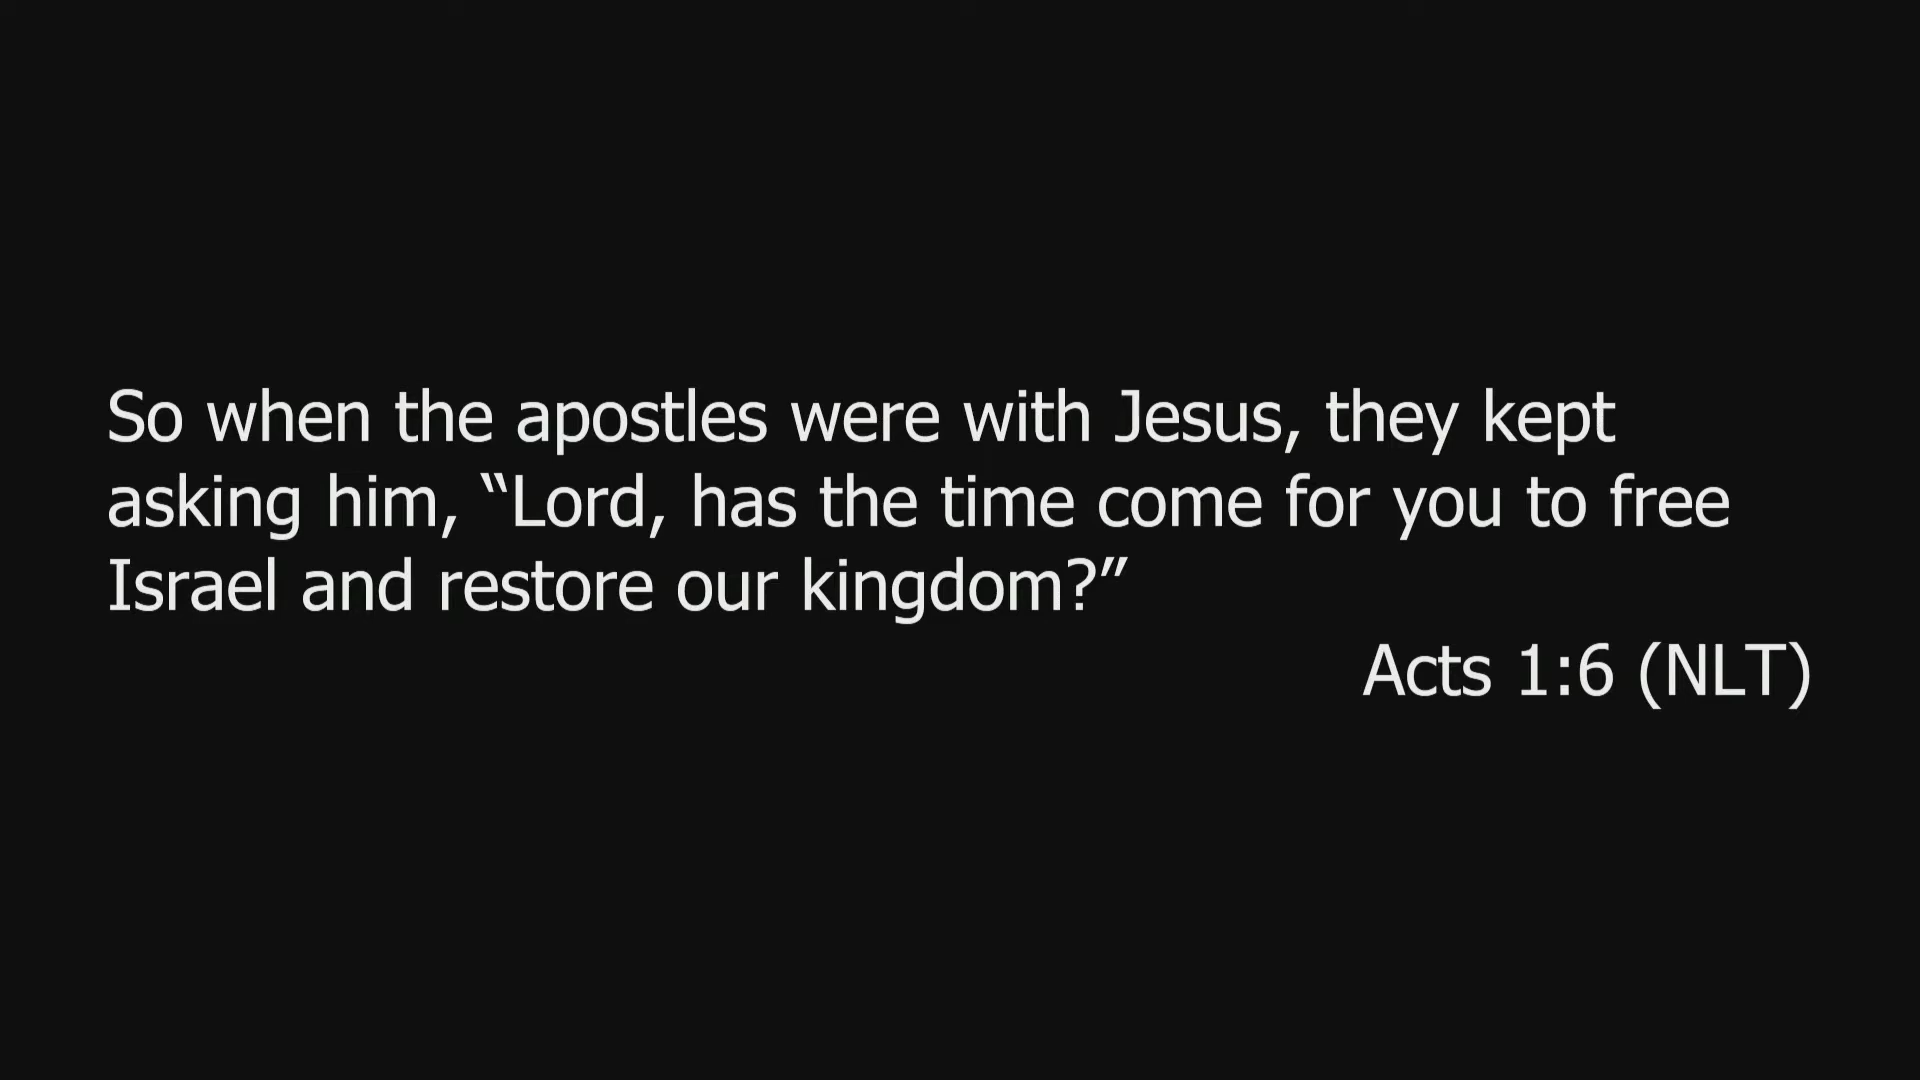 So when the apostles were with Jesus, they kept
asking him, “Lord, has the time come for you to free
Israel and restore our kingdom?”
Acts 1:6 (NLT)